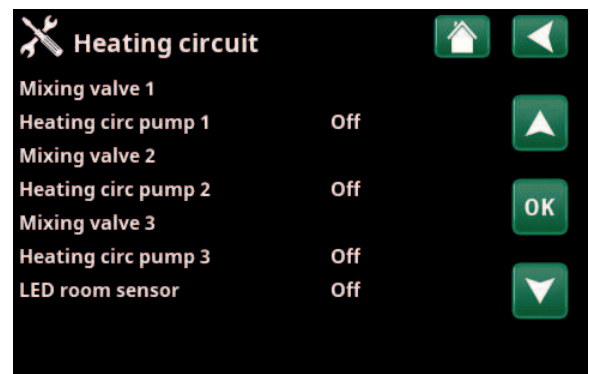 Heating circuit
Mixing valve 1
Heating circ pump 1 Off
Mixing valve 2
Heating circ pump 2 Off
Mixing valve 3
Heating circ pump 3 Off
LED room sensor Off
OK